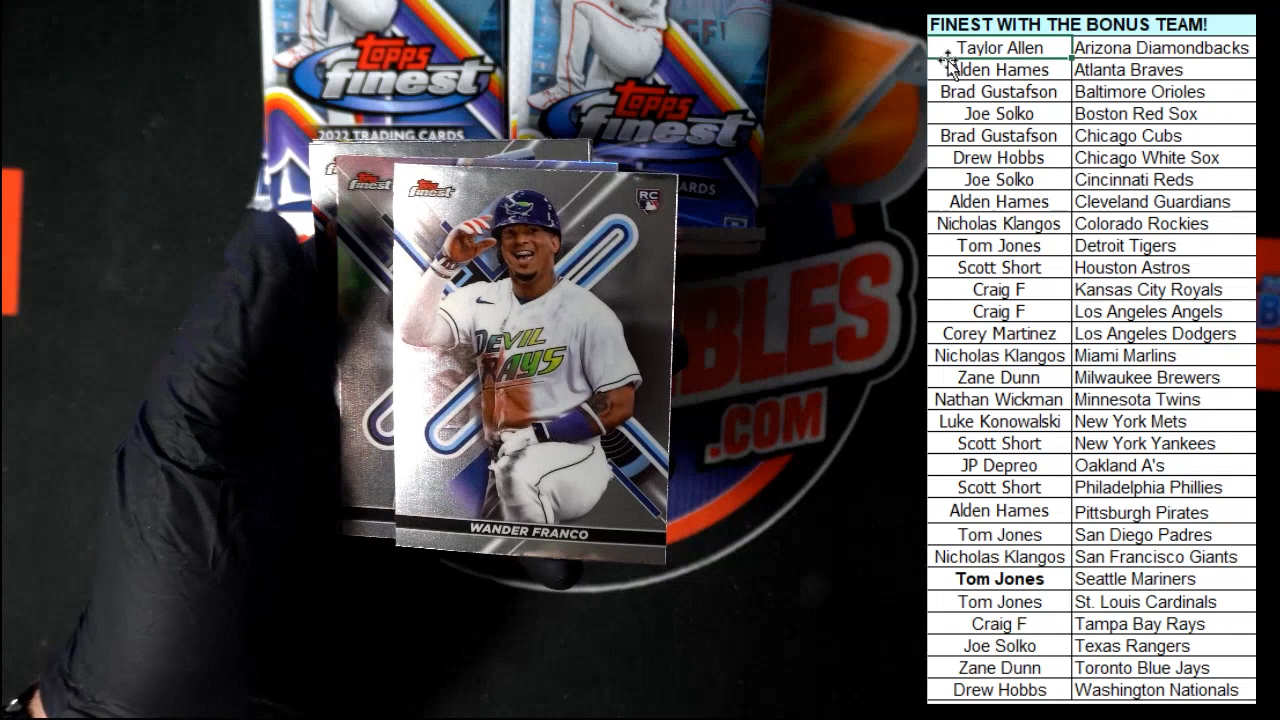 topps
finest
2022 TRADING CARDS
topps
finest
CARDS
topps
finest
topps
finest
RC
DEVIL
RAYS
WANDER FRANCO
.COM
FINEST WITH THE BONUS TEAM!
Taylor Allen Arizona Diamondbacks
Alden Hames Atlanta Braves
Brad Gustafson Baltimore Orioles
Joe Solko Boston Red Sox
Brad Gustafson Chicago Cubs
Drew Hobbs Chicago White Sox
Joe Solko Cincinnati Reds
Alden Hames Cleveland Guardians
Nicholas Klangos Colorado Rockies
Tom Jones Detroit Tigers
Scott Short Houston Astros
Craig F Kansas City Royals
Craig F Los Angeles Angels
Corey Martinez Los Angeles Dodgers
Nicholas Klangos Miami Marlins
Zane Dunn Milwaukee Brewers
Nathan Wickman Minnesota Twins
Luke Konowalski New York Mets
Scott Short New York Yankees
JP Depreo Oakland A's
Scott Short Philadelphia Phillies
Alden Hames Pittsburgh Pirates
Tom Jones San Diego Padres
Nicholas Klangos San Francisco Giants
Tom Jones Seattle Mariners
Tom Jones St. Louis Cardinals
Craig F Tampa Bay Rays
Joe Solko Texas Rangers
Zane Dunn Toronto Blue Jays
Drew Hobbs Washington Nationals